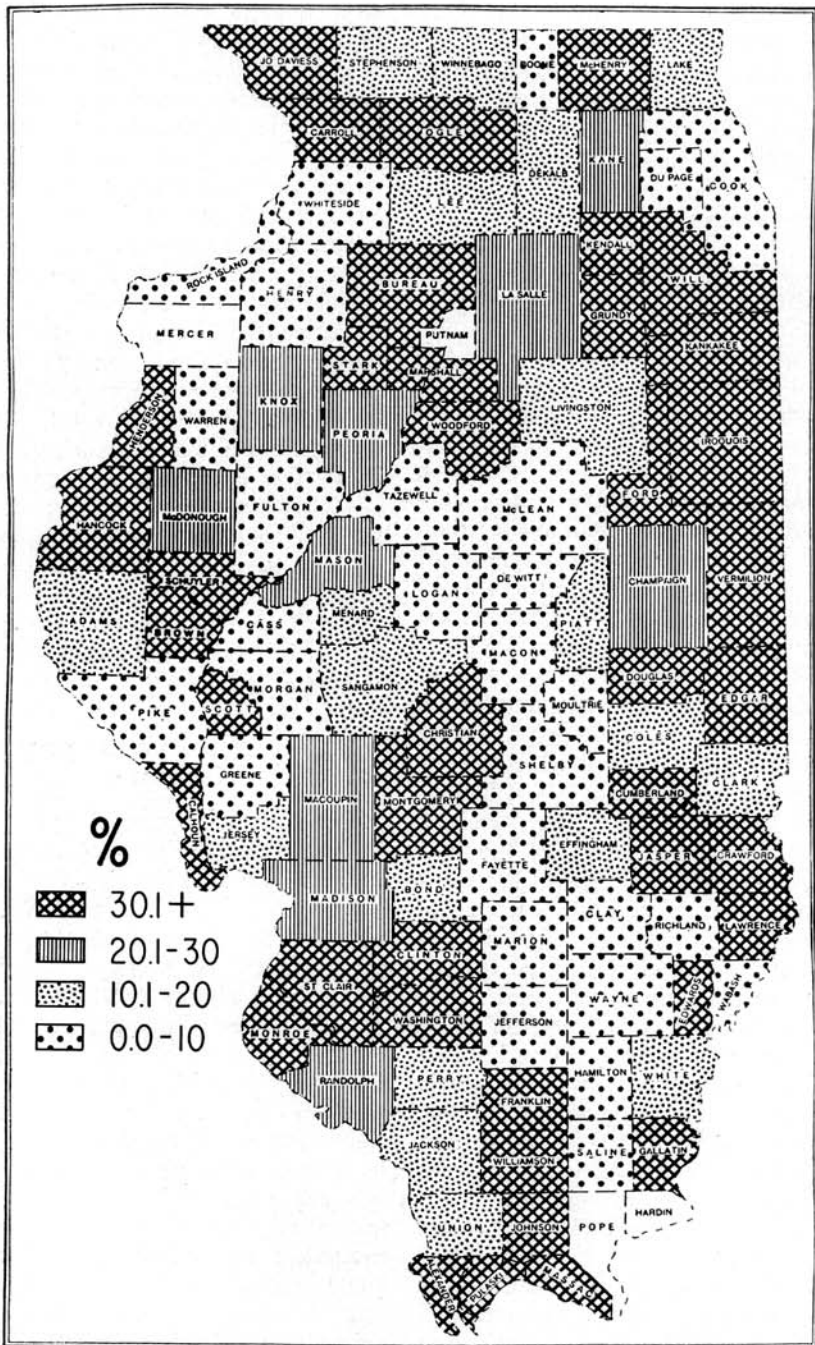 JO DAVIESS
STEPHENSON
WINNEBAGO
BOONE
McHENRY
LAKE
CARROLL
OGLE
DEKALB
KANE
DU PAGE
COOK
WHITESIDE
LEE
KENDALL
ROCK ISLAND
HENRY
BUREAU
LA SALLE
WILL
GRUNDY
MERCER
PUTNAM
KANKAKEE
STARK
MARSHALL
HENDERSON
WARREN
KNOX
PEORIA
WOODFORD
LIVINGSTON
IROQUOIS
HANCOCK
McDONOUGH
FULTON
TAZEWELL
McLEAN
FORD
MASON
SCHUYLER
LOGAN
DE WITT
CHAMPAIGN
VERMILION
ADAMS
BROWN
CASS
MENARD
PIATT
MACON
PIKE
SCOTT
MORGAN
SANGAMON
MOULTRIE
DOUGLAS
EDGAR
CHRISTIAN
COLES
GREENE
MACOUPIN
SHELBY
CLARK
CALHOUN
MONTGOMERY
CUMBERLAND
JERSEY
EFFINGHAM
JASPER
CRAWFORD
FAYETTE
BOND
MADISON
CLAY
RICHLAND
LAWRENCE
CLINTON
MARION
ST CLAIR
WAYNE
EDWARDS
WABASH
MONROE
WASHINGTON
JEFFERSON
RANDOLPH
PERRY
HAMILTON
WHITE
FRANKLIN
JACKSON
WILLIAMSON
SALINE
GALLATIN
UNION
JOHNSON
POPE
HARDIN
ALEXANDER
PULASKI
MASSAC
%
30.1+
20.1-30
10.1-20
0.0-10